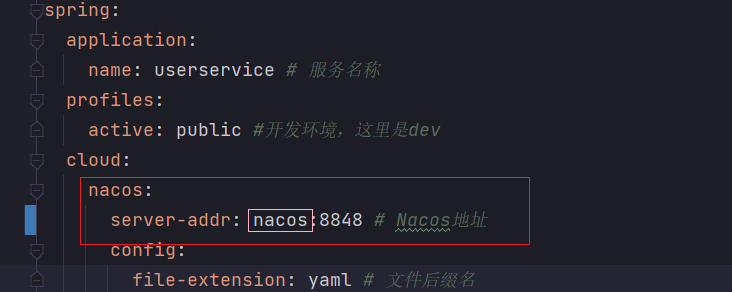 spring:
application:
name: userservice # 服务名称
profiles:
active: public #开发环境，这里是dev
cloud:
nacos:
server-addr: nacos:8848 # Nacos地址
config:
file-extension: yaml # 文件后缀名